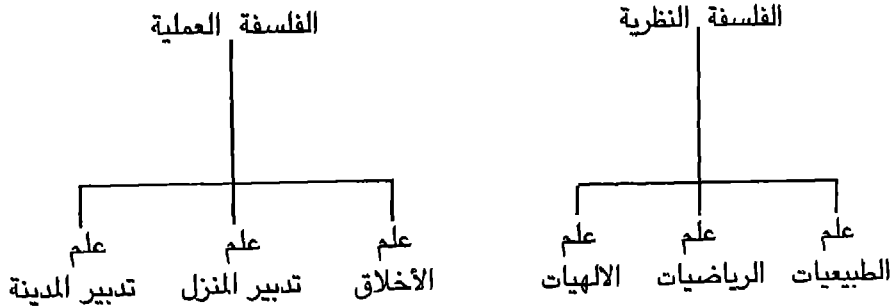 الفلسفة النظرية
الفلسفة العملية
علم علم علم
الطبيعيات الرياضيات الالهيات
علم علم علم
الأخلاق تدبير المنزل تدبير المدينة